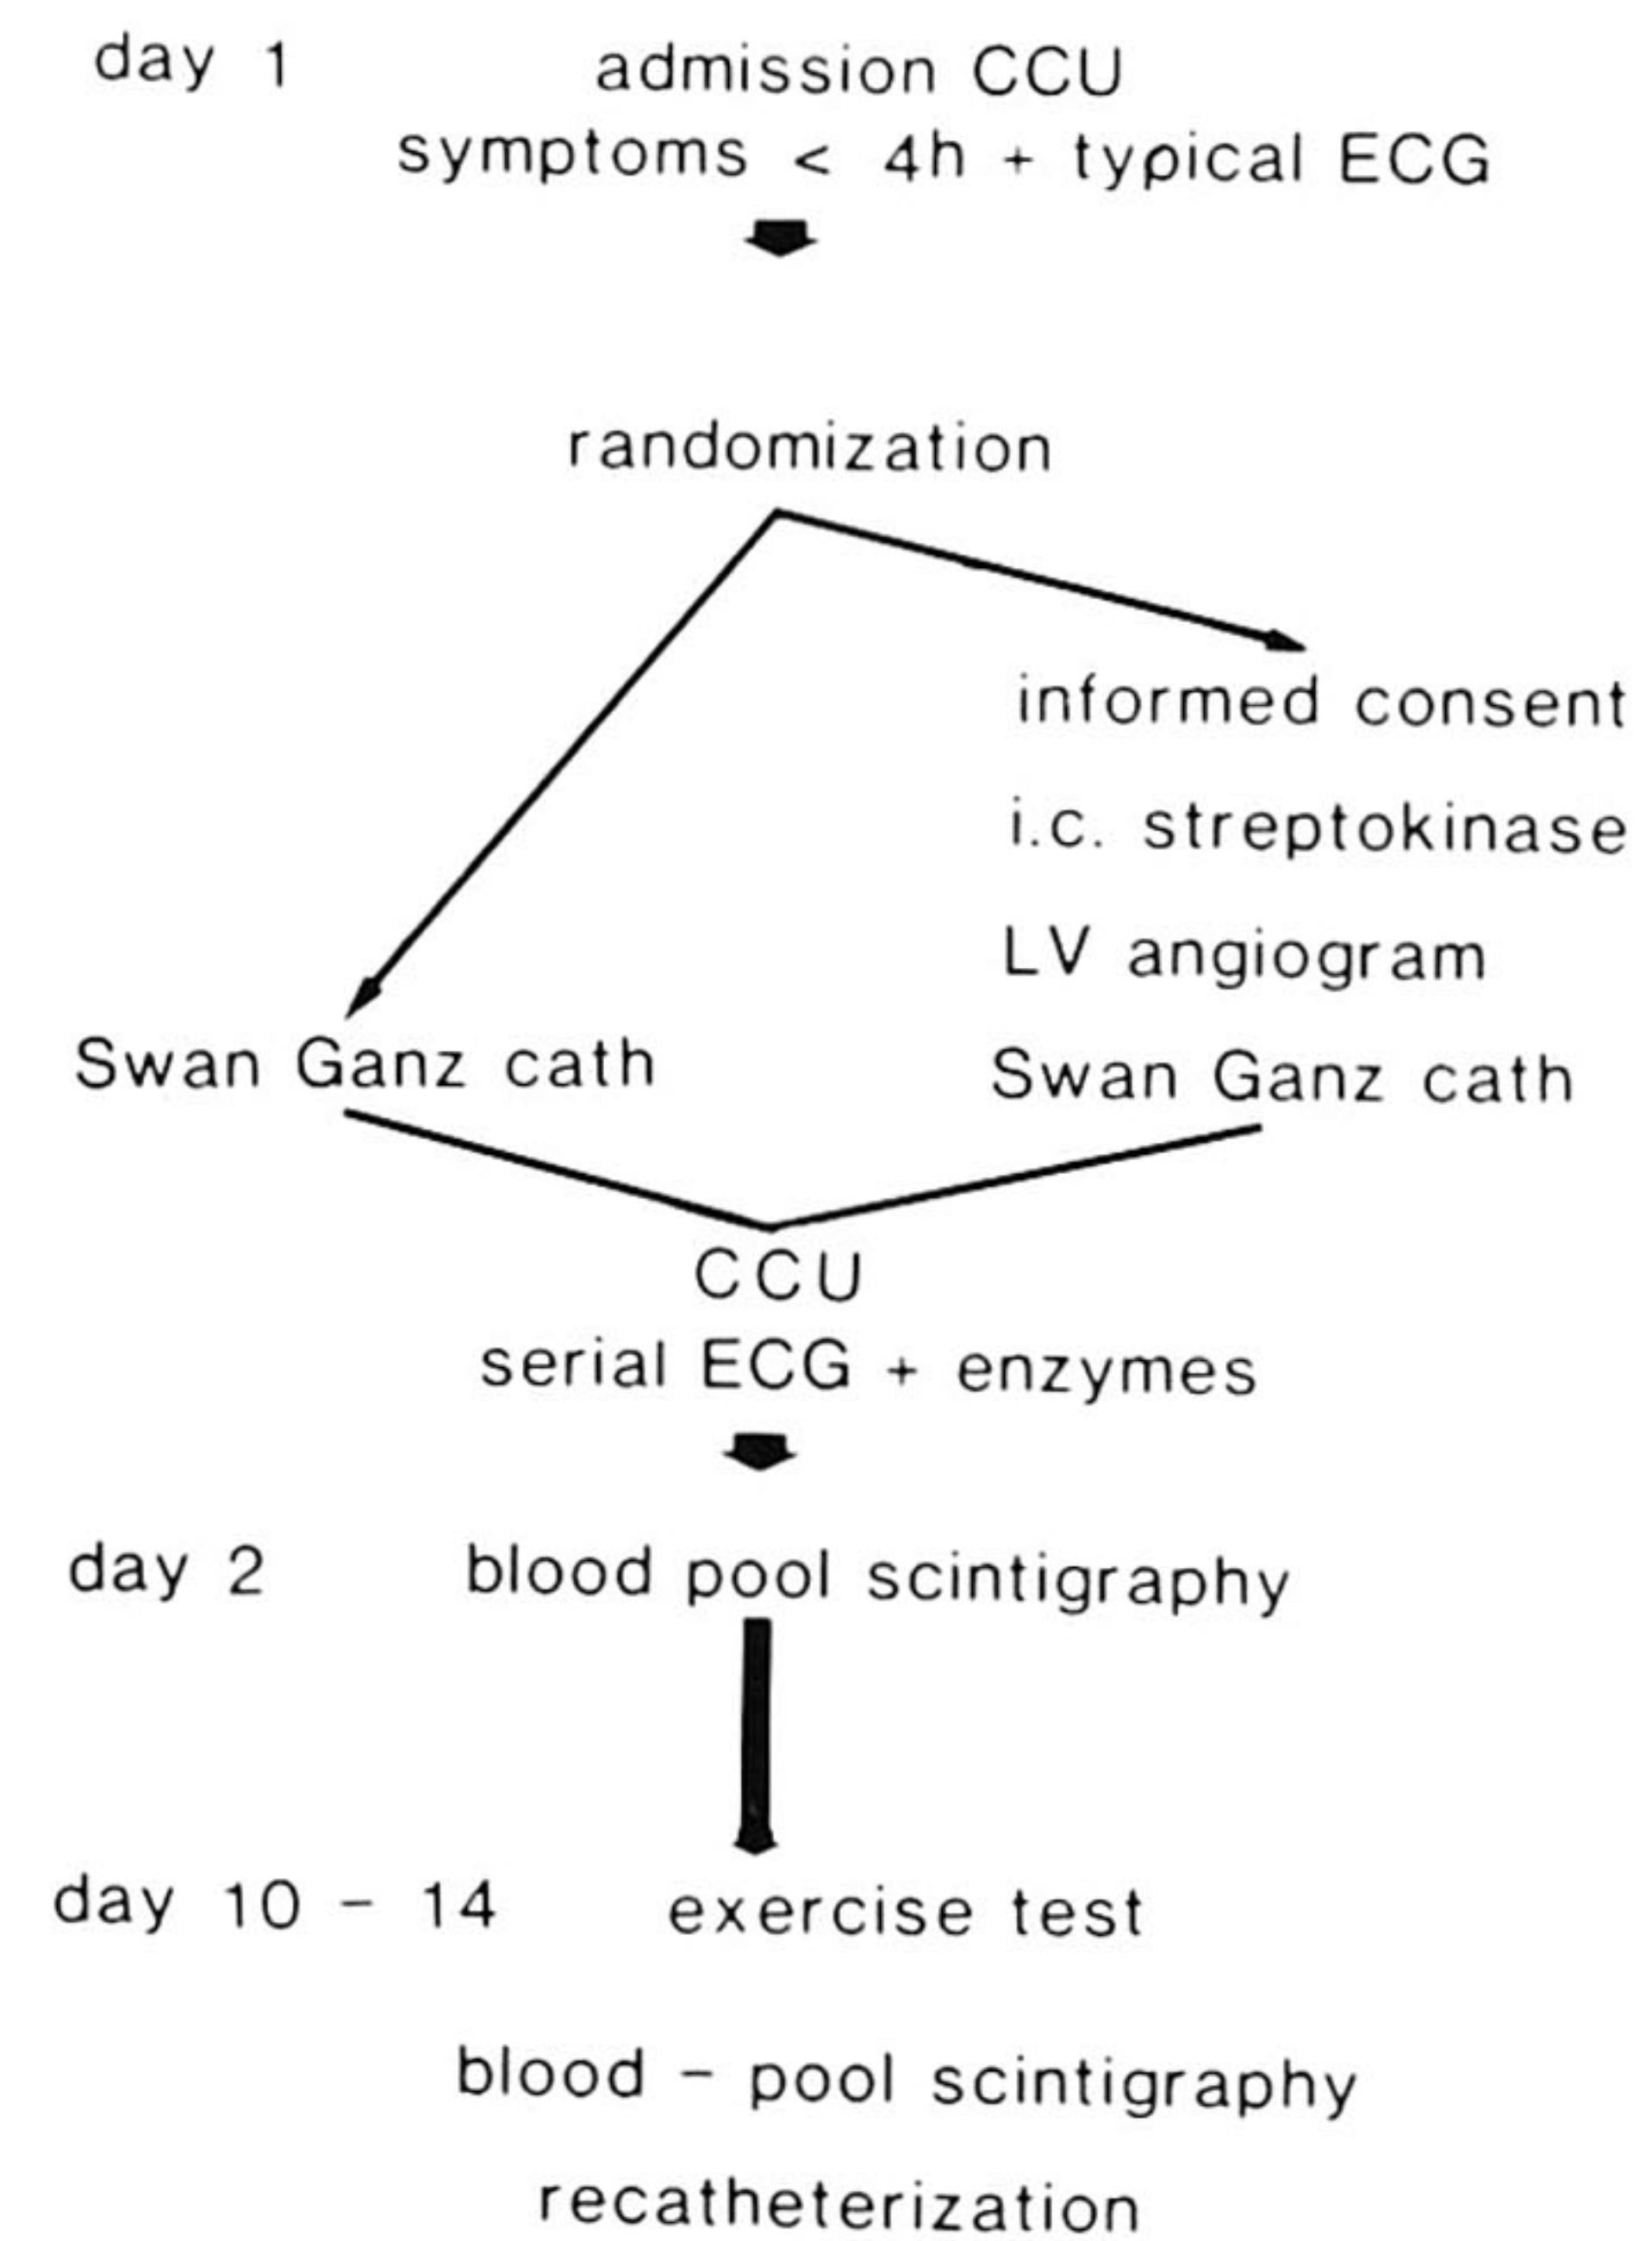 day 1 admission CCU
symptoms < 4h + typical ECG
randomization
informed consent
i.c. streptokinase
LV angiogram
Swan Ganz cath Swan Ganz cath
CCU
serial ECG + enzymes
day 2 blood pool scintigraphy
day 10 - 14 exercise test
blood - pool scintigraphy
recatheterization